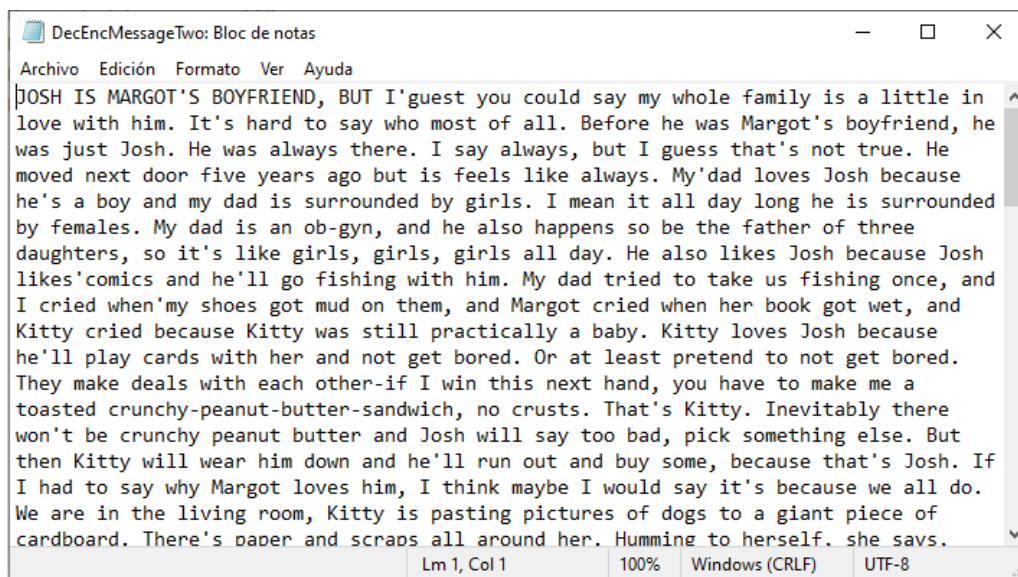 DecEncMessageTwo: Bloc de notas
Archivo Edición Formato Ver Ayuda
JOSH IS MARGOT'S BOYFRIEND, BUT I'guest you could say my whole family is a little in
love with him. It's hard to say who most of all. Before he was Margot's boyfriend, he
was just Josh. He was always there. I say always, but I guess that's not true. He
moved next door five years ago but is feels like always. My'dad loves Josh because
he's a boy and my dad is surrounded by girls. I mean it all day long he is surrounded
by females. My dad is an ob-gyn, and he also happens so be the father of three
daughters, so it's like girls, girls, girls all day. He also likes Josh because Josh
likes'comics and he'll go fishing with him. My dad tried to take us fishing once, and
I cried when'my shoes got mud on them, and Margot cried when her book got wet, and
Kitty cried because Kitty was still practically a baby. Kitty loves Josh because
he'll play cards with her and not get bored. Or at least pretend to not get bored.
They make deals with each other-if I win this next hand, you have to make me a
toasted crunchy-peanut-butter-sandwich, no crusts. That's Kitty. Inevitably there
won't be crunchy peanut butter and Josh will say too bad, pick something else. But
then Kitty will wear him down and he'll run out and buy some, because that's Josh. If
I had to say why Margot loves him, I think maybe I would say it's because we all do.
We are in the living room, Kitty is pasting pictures of dogs to a giant piece of
cardboard. There's paper and scraps all around her. Humming to herself, she says,
Lm 1, Col 1 100% Windows (CRLF) UTF-8